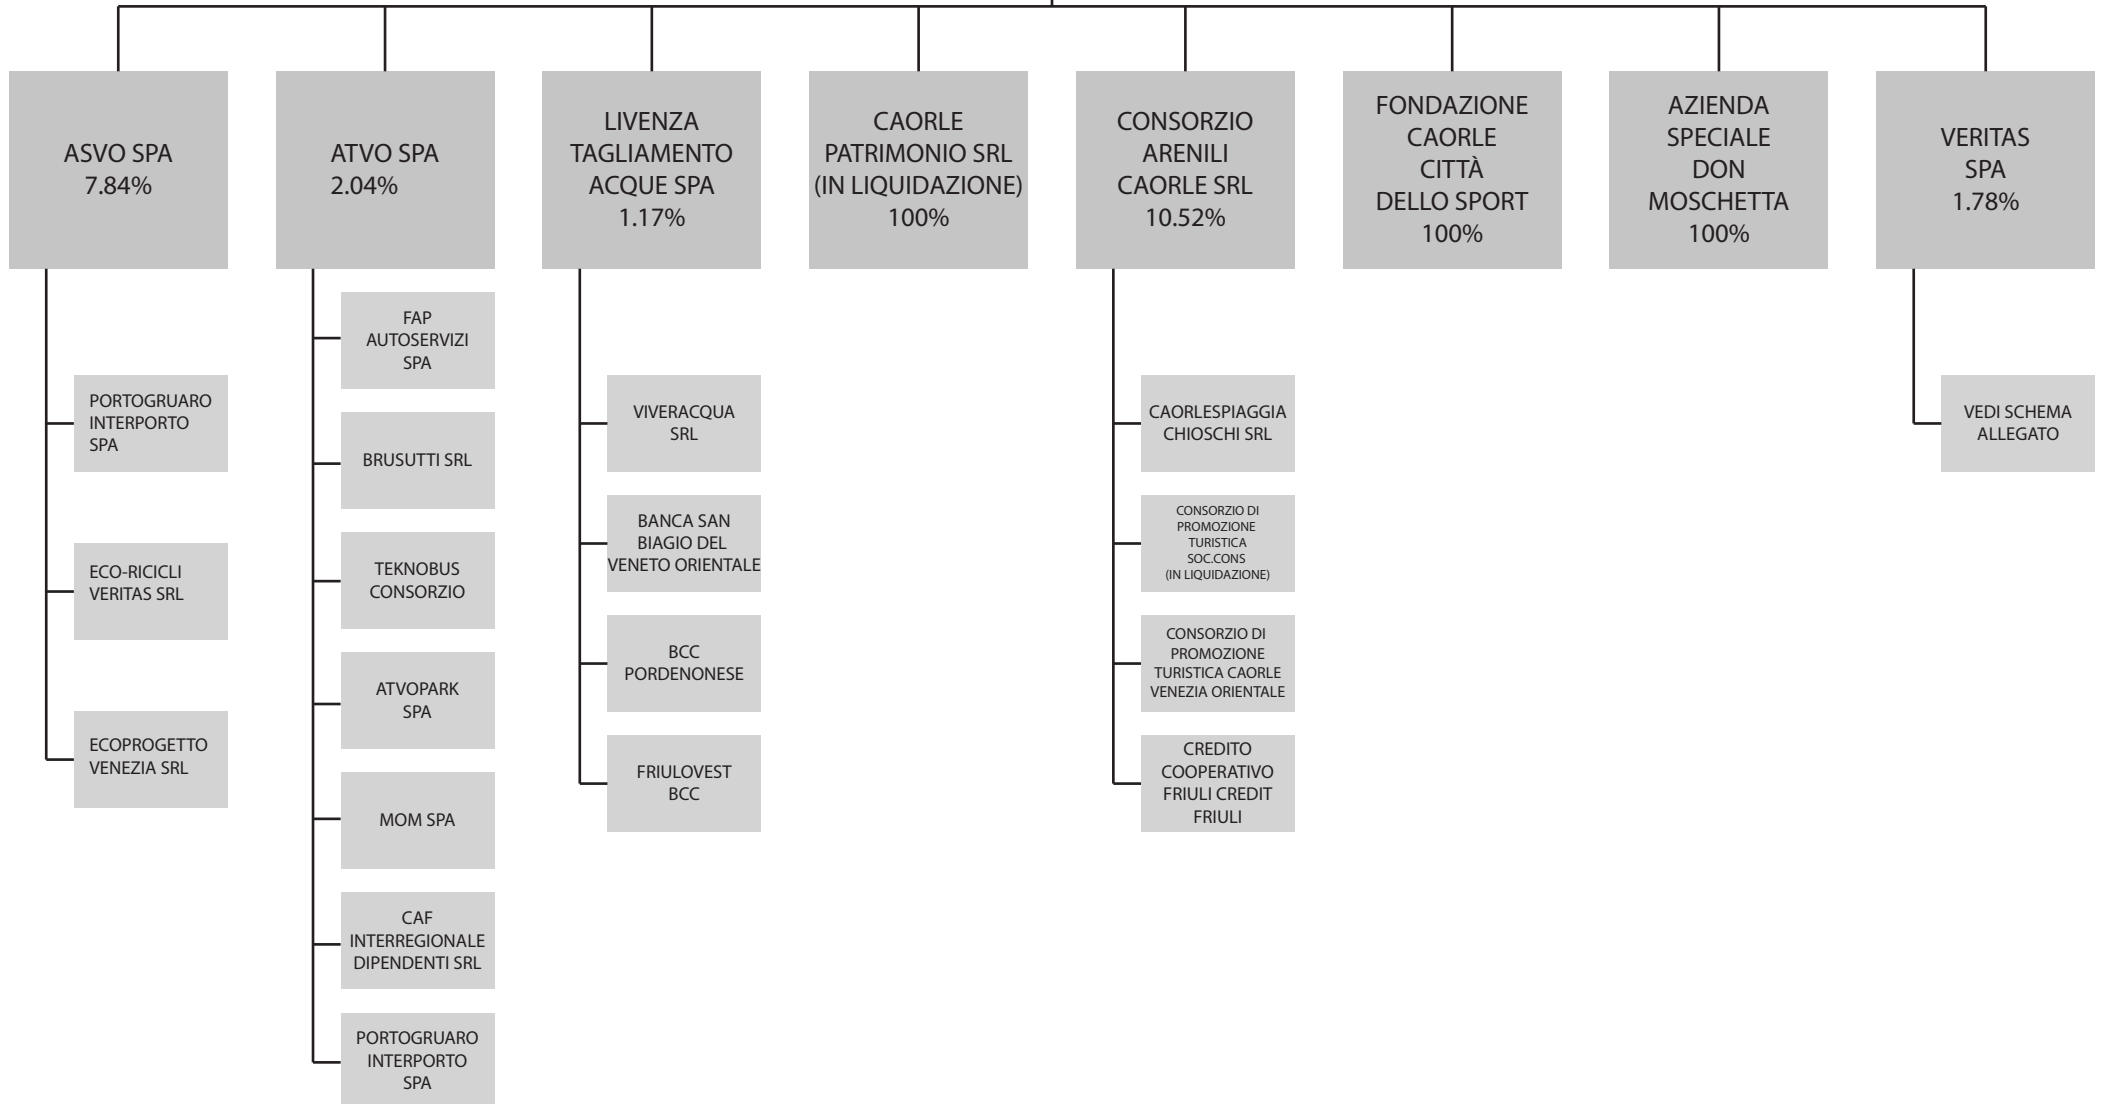 ASVO SPA
7.84%
ATVO SPA
2.04%
LIVENZA
TAGLIAMENTO
ACQUE SPA
1.17%
CAORLE
PATRIMONIO SRL
(IN LIQUIDAZIONE)
100%
CONSORZIO
ARENILI
CAORLE SRL
10.52%
FONDAZIONE
CAORLE
CITTÀ
DELLO SPORT
100%
AZIENDA
SPECIALE
DON
MOSCHETTA
100%
VERITAS
SPA
1.78%
PORTOGRUARO
INTERPORTO
SPA
ECO-RICICLI
VERITAS SRL
ECOPROGETTO
VENEZIA SRL
FAP
AUTOSERVIZI
SPA
BRUSUTTI SRL
TEKNOBUS
CONSORZIO
ATVOPARK
SPA
MOM SPA
CAF
INTERREGIONALE
DIPENDENTI SRL
PORTOGRUARO
INTERPORTO
SPA
VIVERACQUA
SRL
BANCA SAN
BIAGIO DEL
VENETO ORIENTALE
BCC
PORDENONESE
FRIULOVEST
BCC
CAORLESPIAGGIA
CHIOSCHI SRL
CONSORZIO DI
PROMOZIONE
TURISTICA
SOC.CONS
(IN LIQUIDAZIONE)
CONSORZIO DI
PROMOZIONE
TURISTICA CAORLE
VENEZIA ORIENTALE
CREDITO
COOPERATIVO
FRIULI CREDIT
FRIULI
VEDI SCHEMA
ALLEGATO